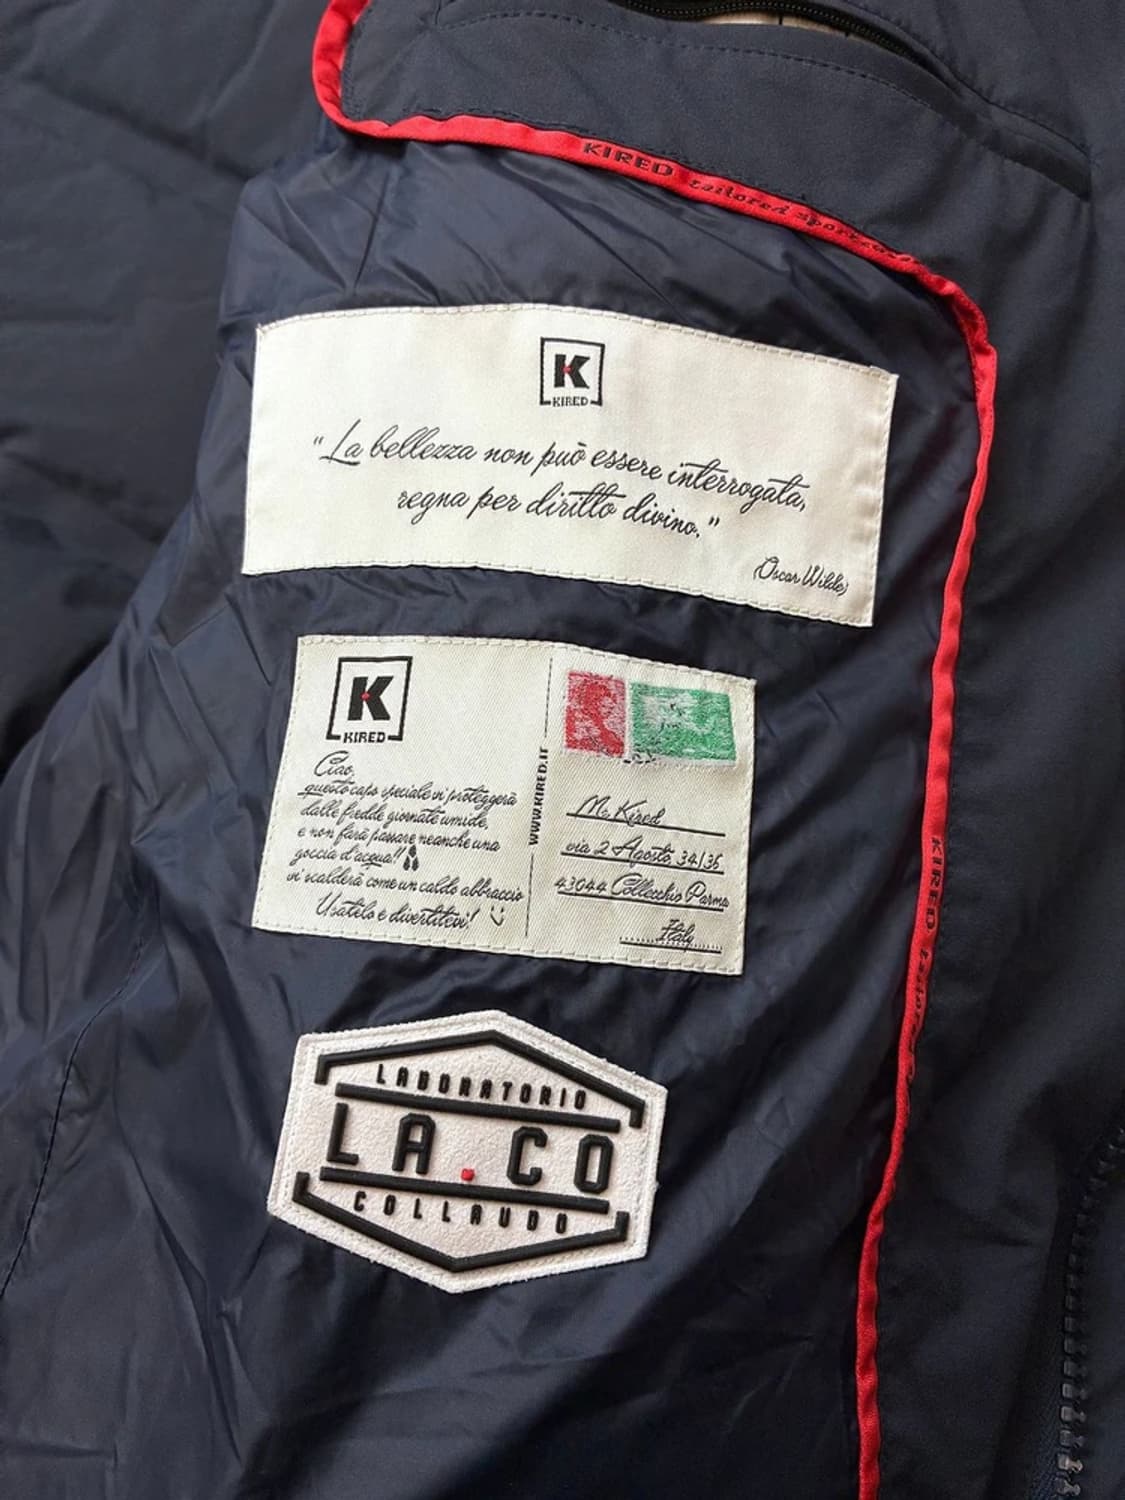 KIRED tailored sportswear
K
KIRED
"La bellezza non può essere interrogata,
regna per diritto divino."
(Oscar Wilde)
K
KIRED
Ciao,
questo capo speciale vi proteggerà
dalle fredde giornate umide,
e non farà passare neanche una
goccia d'acqua!!
vi scalderà come un caldo abbraccio
Usatelo e divertitevi!
WWW.KIRED.IT
Mr. Kired
via 2 Agosto 34/36
43044 Collecchio Parma
Italy
KIRED tailored
LABORATORIO
LA.CO
COLLAUDO